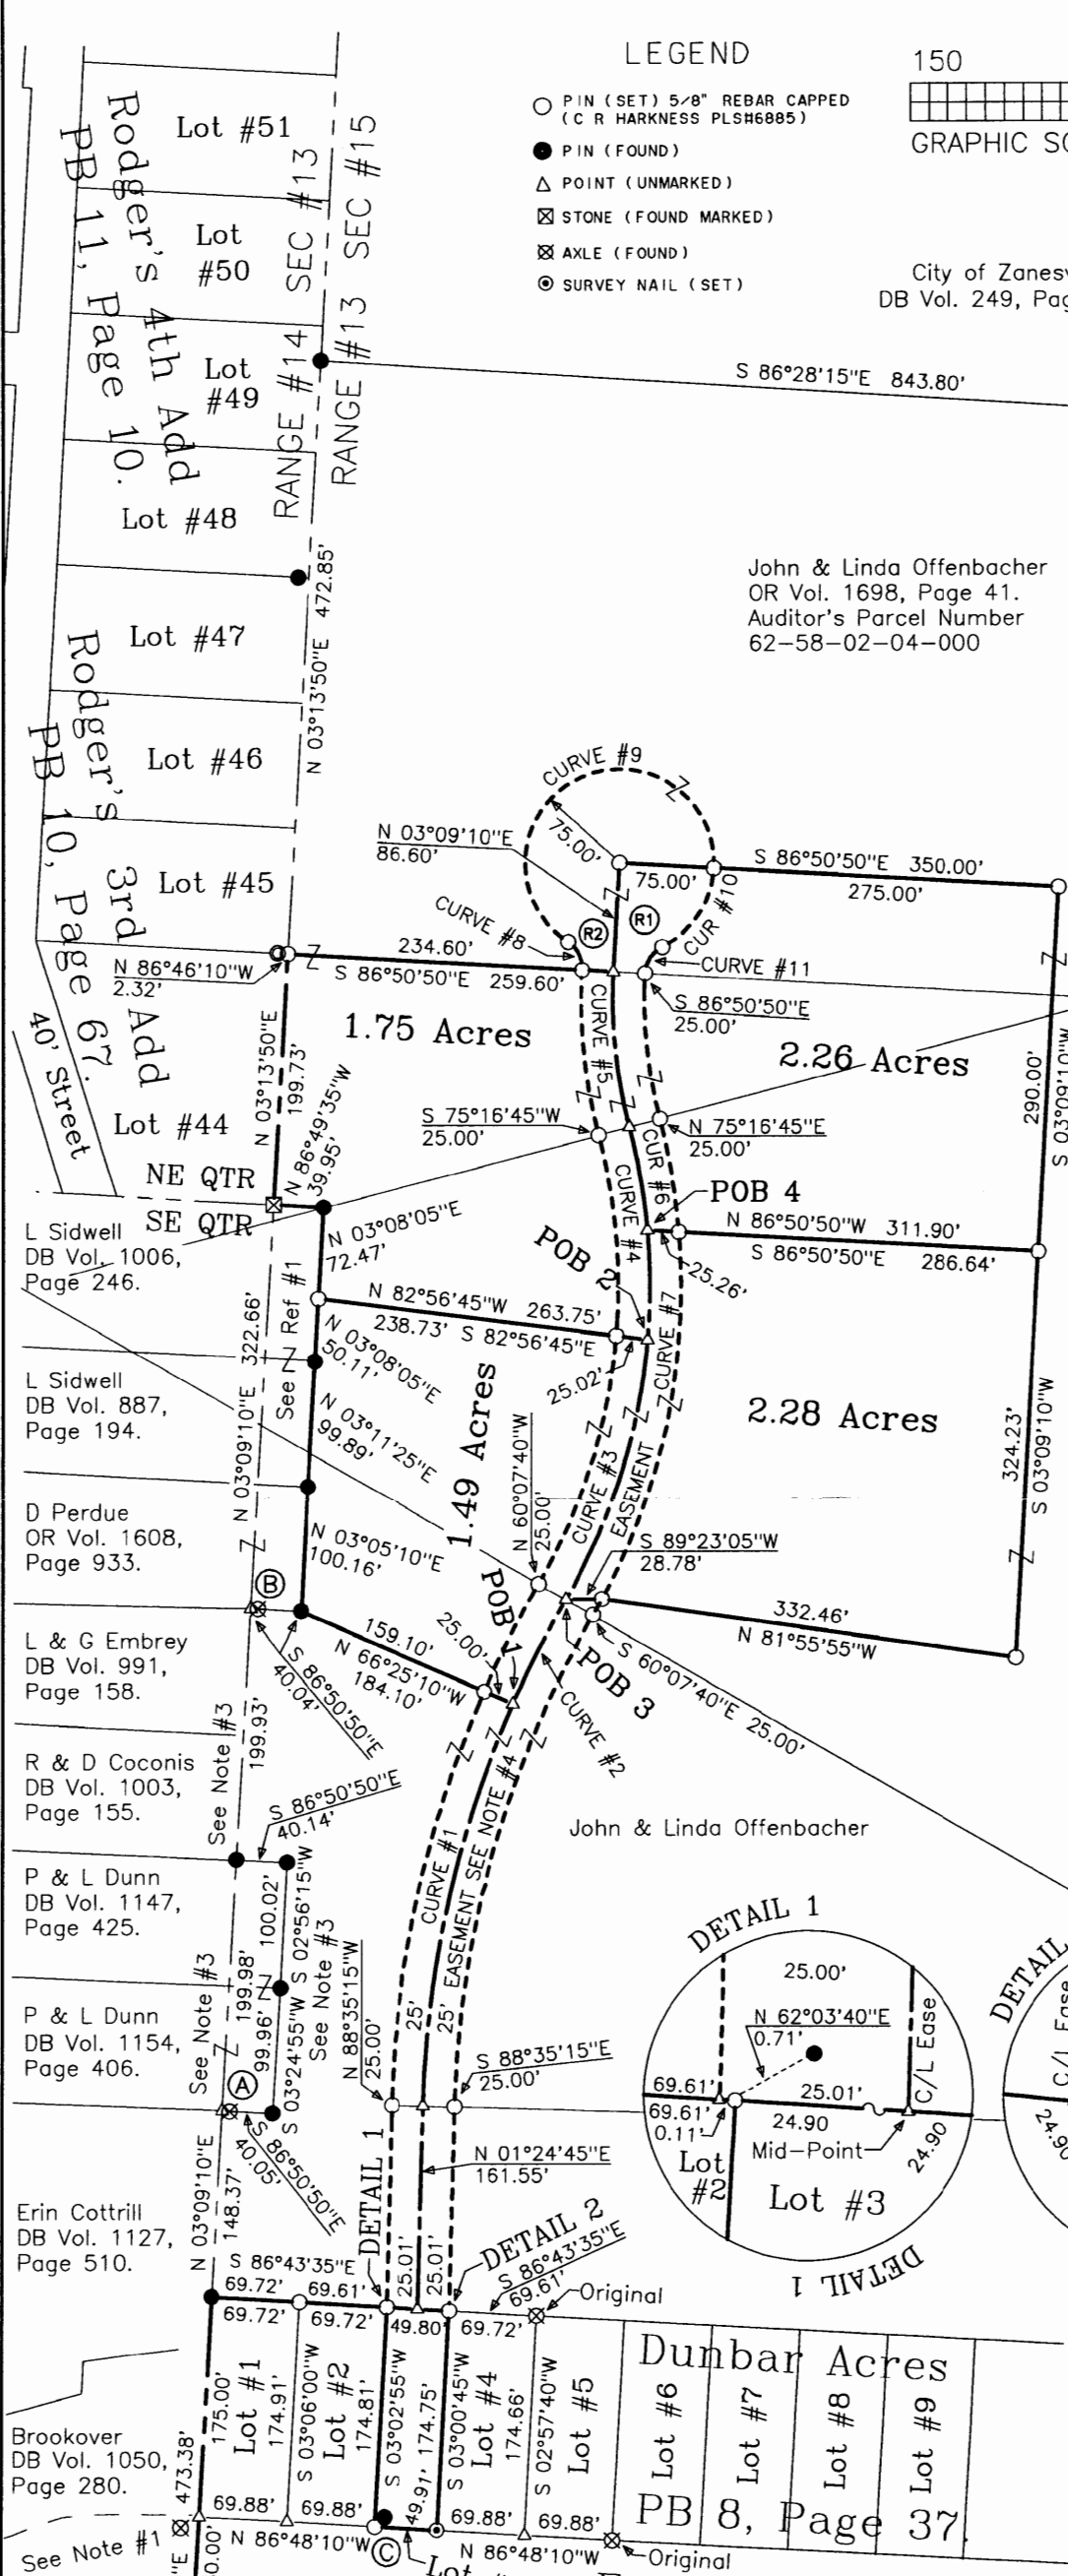 LEGEND
PIN (SET) 5/8" REBAR CAPPED
(C R HARKNESS PLS#6885)
PIN (FOUND)
POINT (UNMARKED)
STONE (FOUND MARKED)
AXLE (FOUND)
SURVEY NAIL (SET)
150
GRAPHIC SC
City of Zanesv
DB Vol. 249, Pag
Rodger's 4th Add
PB 11, Page 10.
Lot #51
Lot
#50
Lot
#49
Lot #48
RANGE #14 SEC #13
RANGE #13 SEC #15
S 86°28'15"E 843.80'
N 03°13'50"E 472.85'
John & Linda Offenbacher
OR Vol. 1698, Page 41.
Auditor's Parcel Number
62-58-02-04-000
Rodger's 3rd Add
PB 10, Page 67.
Lot #47
Lot #46
Lot #45
Lot #44
40' Street
CURVE #9
75.00'
N 03°09'10"E
86.60'
S 86°50'50"E 350.00'
75.00'
275.00'
R2
R1
CUR #10
CURVE #8
CURVE #11
N 86°46'10"W
2.32'
234.60'
S 86°50'50"E 259.60'
S 86°50'50"E
25.00'
1.75 Acres
2.26 Acres
CURVE #5
N 03°13'50"E
199.73'
N 86°49'35"W
39.95'
S 75°16'45"W
25.00'
N 75°16'45"E
25.00'
290.00'
S 03°09'10"W
NE QTR
SE QTR
CUR #6
CURVE #4
POB 4
N 86°50'50"W 311.90'
S 86°50'50"E 286.64'
25.26'
POB 2
L Sidwell
DB Vol. 1006,
Page 246.
N 03°08'05"E
72.47'
N 82°56'45"W 263.75'
238.73' S 82°56'45"E
25.02'
CURVE #7
See Ref #1
N 03°09'10"E 322.66'
N 03°08'05"E
50.11'
L Sidwell
DB Vol. 887,
Page 194.
N 03°11'25"E
99.89'
1.49 Acres
2.28 Acres
N 60°07'40"W
25.00'
CURVE #3
EASEMENT
324.23'
S 03°09'10"W
D Perdue
OR Vol. 1608,
Page 933.
N 03°05'10"E
100.16'
S 89°23'05"W
28.78'
332.46'
N 81°55'55"W
B
POB 1
POB 3
L & G Embrey
DB Vol. 991,
Page 158.
S 86°50'50"E
40.04'
159.10'
N 66°25'10"W
184.10'
25.00'
S 60°07'40"E 25.00'
CURVE #2
See Note #3
199.93'
R & D Coconis
DB Vol. 1003,
Page 155.
S 86°50'50"E
40.14'
John & Linda Offenbacher
P & L Dunn
DB Vol. 1147,
Page 425.
100.02'
S 02°56'15"W
CURVE #1
EASEMENT SEE NOTE #4
See Note #3
199.98'
99.96'
S 03°24'55"W
See Note #3
P & L Dunn
DB Vol. 1154,
Page 406.
N 88°35'15"W
25.00'
25'
25'
S 88°35'15"E
25.00'
A
S 86°50'50"E
40.05'
N 01°24'45"E
161.55'
DETAIL 1
25.00'
N 62°03'40"E
0.71'
C/L Ease
69.61'
25.01'
69.61'
0.11'
24.90
24.90
Mid-Point
Lot
#2
Lot #3
DETAIL 1
DETAIL
C/L Ease
24.90
Erin Cottrill
DB Vol. 1127,
Page 510.
N 03°09'10"E
148.37'
DETAIL 1
25.01'
25.01'
DETAIL 2
S 86°43'35"E
69.61'
Original
S 86°43'35"E
69.72'
69.61'
69.72'
69.72'
49.80'
69.72'
Dunbar Acres
PB 8, Page 37.
175.00'
Lot #1
174.91'
S 03°06'00"W
Lot #2
174.81'
S 03°02'55"W
49.91'
174.75'
S 03°00'45"W
Lot #4
174.66'
S 02°57'40"W
Lot #5
Lot #6
Lot #7
Lot #8
Lot #9
Brookover
DB Vol. 1050,
Page 280.
473.38'
69.88'
69.88'
69.88'
69.88'
N 86°48'10"W
C
N 86°48'10"W
Original
See Note #1
Lot